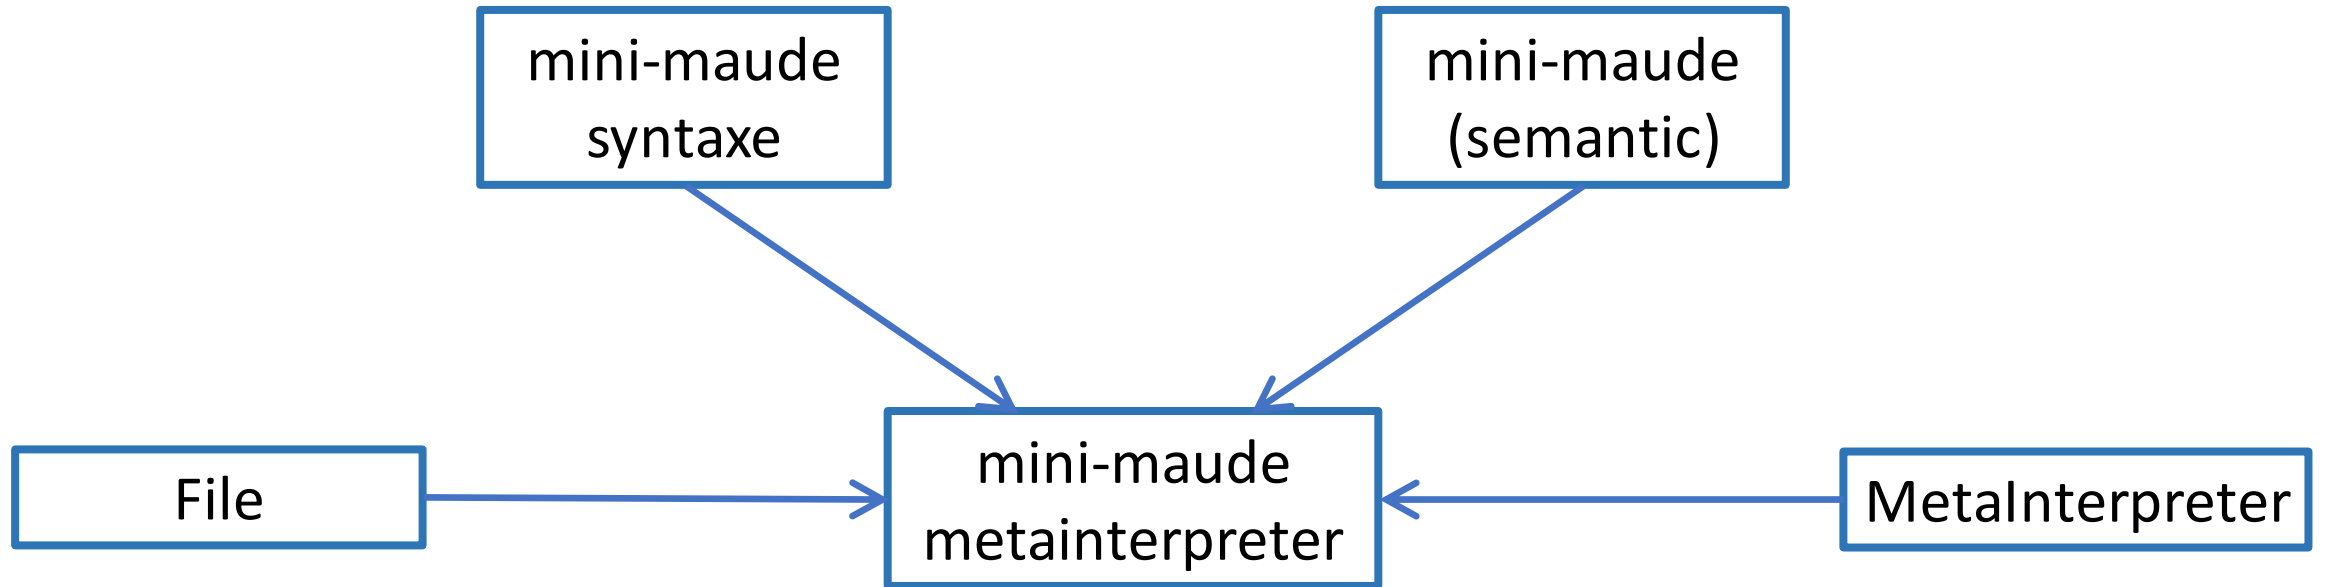 mini-maude
syntaxe
mini-maude
(semantic)
File
mini-maude
metainterpreter
MetaInterpreter